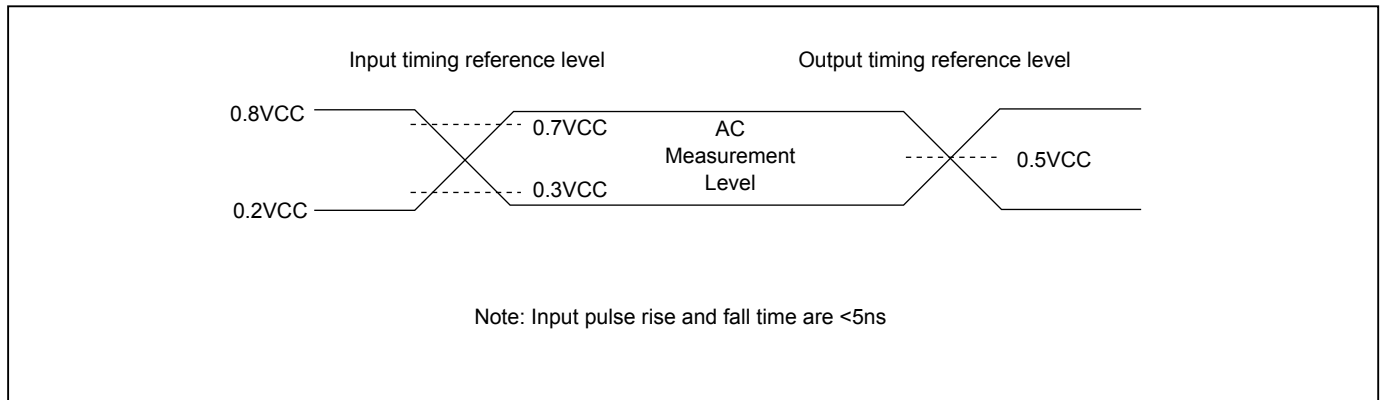 Input timing reference level
Output timing reference level
0.8VCC
0.7VCC
AC
Measurement
Level
0.5VCC
0.3VCC
0.2VCC
Note: Input pulse rise and fall time are <5ns